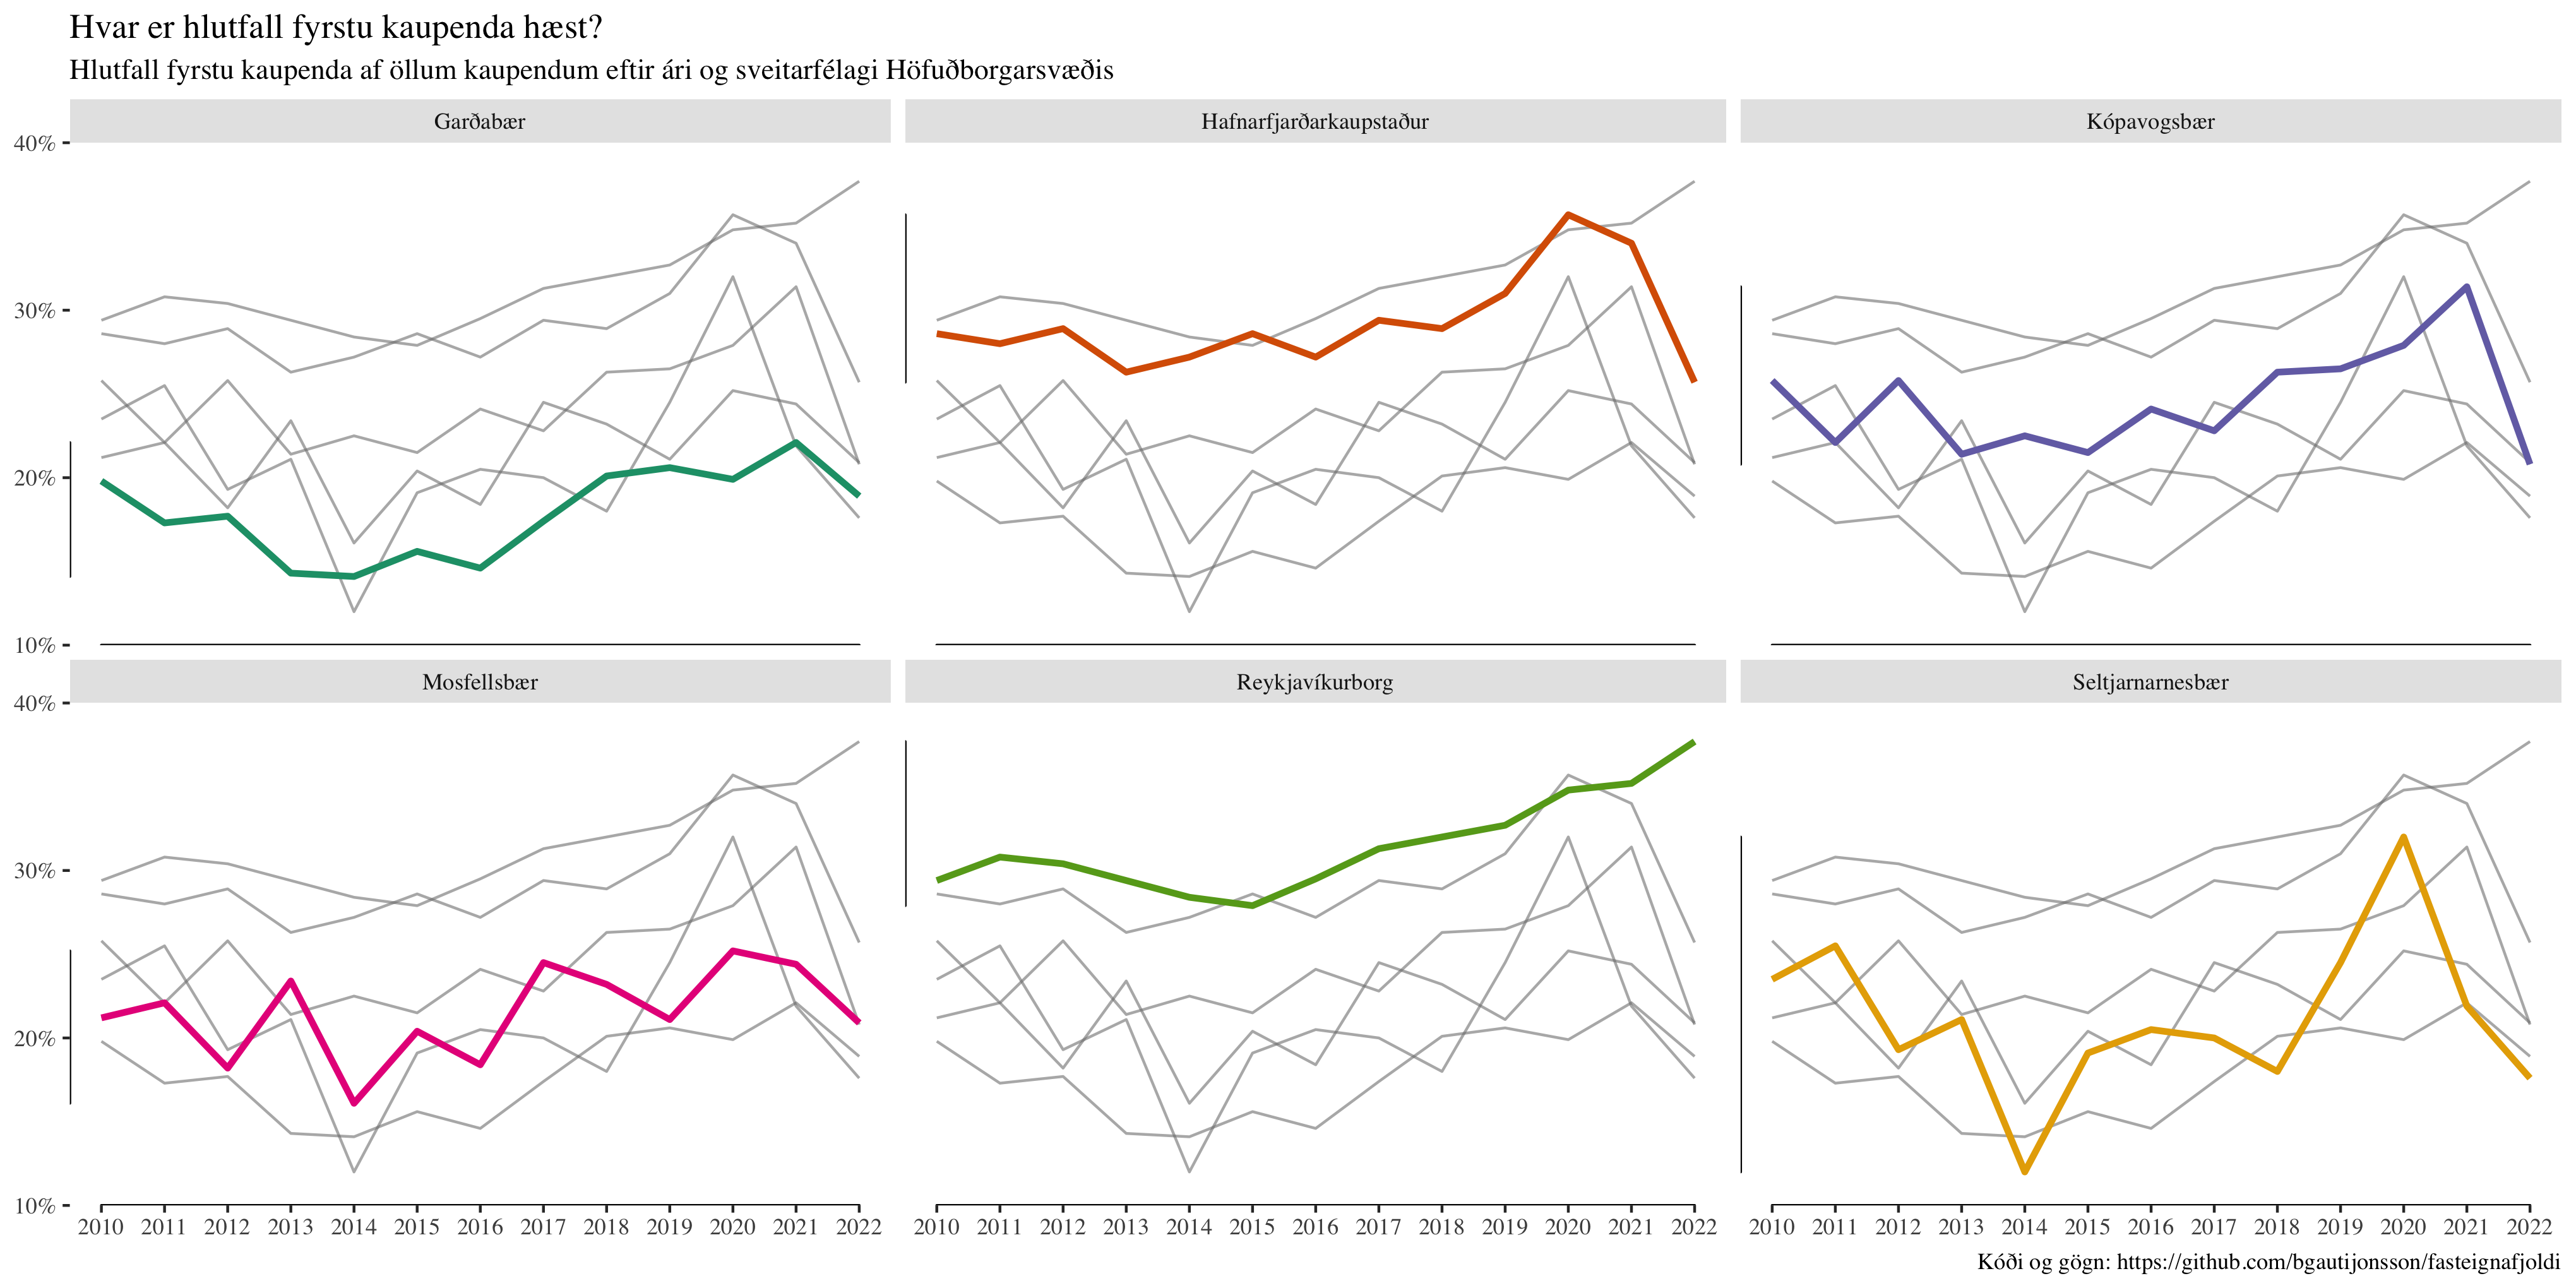 Hvar er hlutfall fyrstu kaupenda hæst?
Hlutfall fyrstu kaupenda af öllum kaupendum eftir ári og sveitarfélagi Höfuðborgarsvæðis
Garðabær
Hafnarfjarðarkaupstaður
Kópavogsbær
40%
30%
20%
10%
Mosfellsbær
Reykjavíkurborg
Seltjarnarnesbær
40%
30%
20%
10%
2010 2011 2012 2013 2014 2015 2016 2017 2018 2019 2020 2021 2022
2010 2011 2012 2013 2014 2015 2016 2017 2018 2019 2020 2021 2022
2010 2011 2012 2013 2014 2015 2016 2017 2018 2019 2020 2021 2022
Kóði og gögn: https://github.com/bgautijonsson/fasteignafjoldi